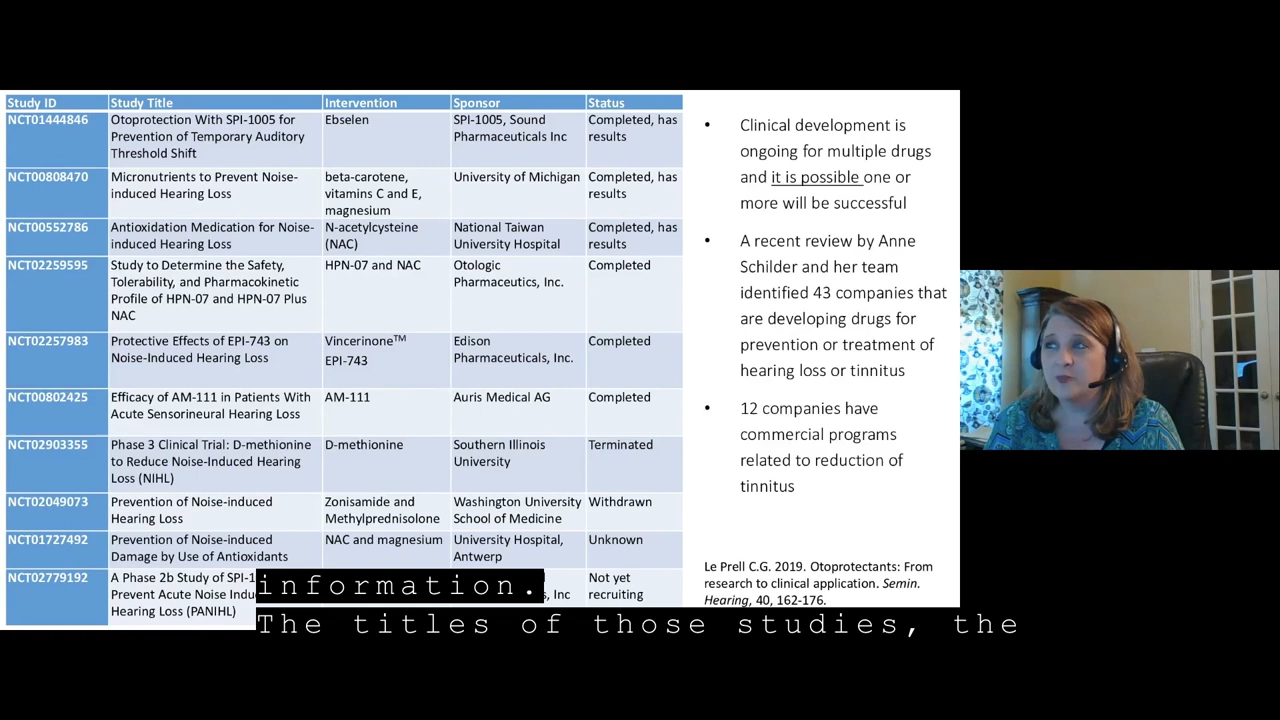 Study ID Study Title Intervention Sponsor Status
NCT01444846 Otoprotection With SPI-1005 for Ebselen SPI-1005, Sound Completed, has
Prevention of Temporary Auditory Pharmaceuticals Inc results
Threshold Shift
NCT00808470 Micronutrients to Prevent Noise- beta-carotene, University of Michigan Completed, has
induced Hearing Loss vitamins C and E, results
magnesium
NCT00552786 Antioxidation Medication for Noise- N-acetylcysteine National Taiwan Completed, has
induced Hearing Loss (NAC) University Hospital results
NCT02259595 Study to Determine the Safety, HPN-07 and NAC Otologic Completed
Tolerability, and Pharmacokinetic Pharmaceutics, Inc.
Profile of HPN-07 and HPN-07 Plus
NAC
NCT02257983 Protective Effects of EPI-743 on Vincerinone™ Edison Completed
Noise-Induced Hearing Loss EPI-743 Pharmaceuticals, Inc.
NCT00802425 Efficacy of AM-111 in Patients With AM-111 Auris Medical AG Completed
Acute Sensorineural Hearing Loss
NCT02903355 Phase 3 Clinical Trial: D-methionine D-methionine Southern Illinois Terminated
to Reduce Noise-Induced Hearing University
Loss (NIHL)
NCT02049073 Prevention of Noise-induced Zonisamide and Washington University Withdrawn
Hearing Loss Methylprednisolone School of Medicine
NCT01727492 Prevention of Noise-induced NAC and magnesium University Hospital, Unknown
Damage by Use of Antioxidants Antwerp
NCT02779192 A Phase 2b Study of SPI-1 Not yet
Prevent Acute Noise Indu Inc recruiting
Hearing Loss (PANIHL)
• Clinical development is
ongoing for multiple drugs
and it is possible one or
more will be successful
• A recent review by Anne
Schilder and her team
identified 43 companies that
are developing drugs for
prevention or treatment of
hearing loss or tinnitus
• 12 companies have
commercial programs
related to reduction of
tinnitus
Le Prell C.G. 2019. Otoprotectants: From
research to clinical application. Semin.
Hearing, 40, 162-176.
information.
The titles of those studies, the